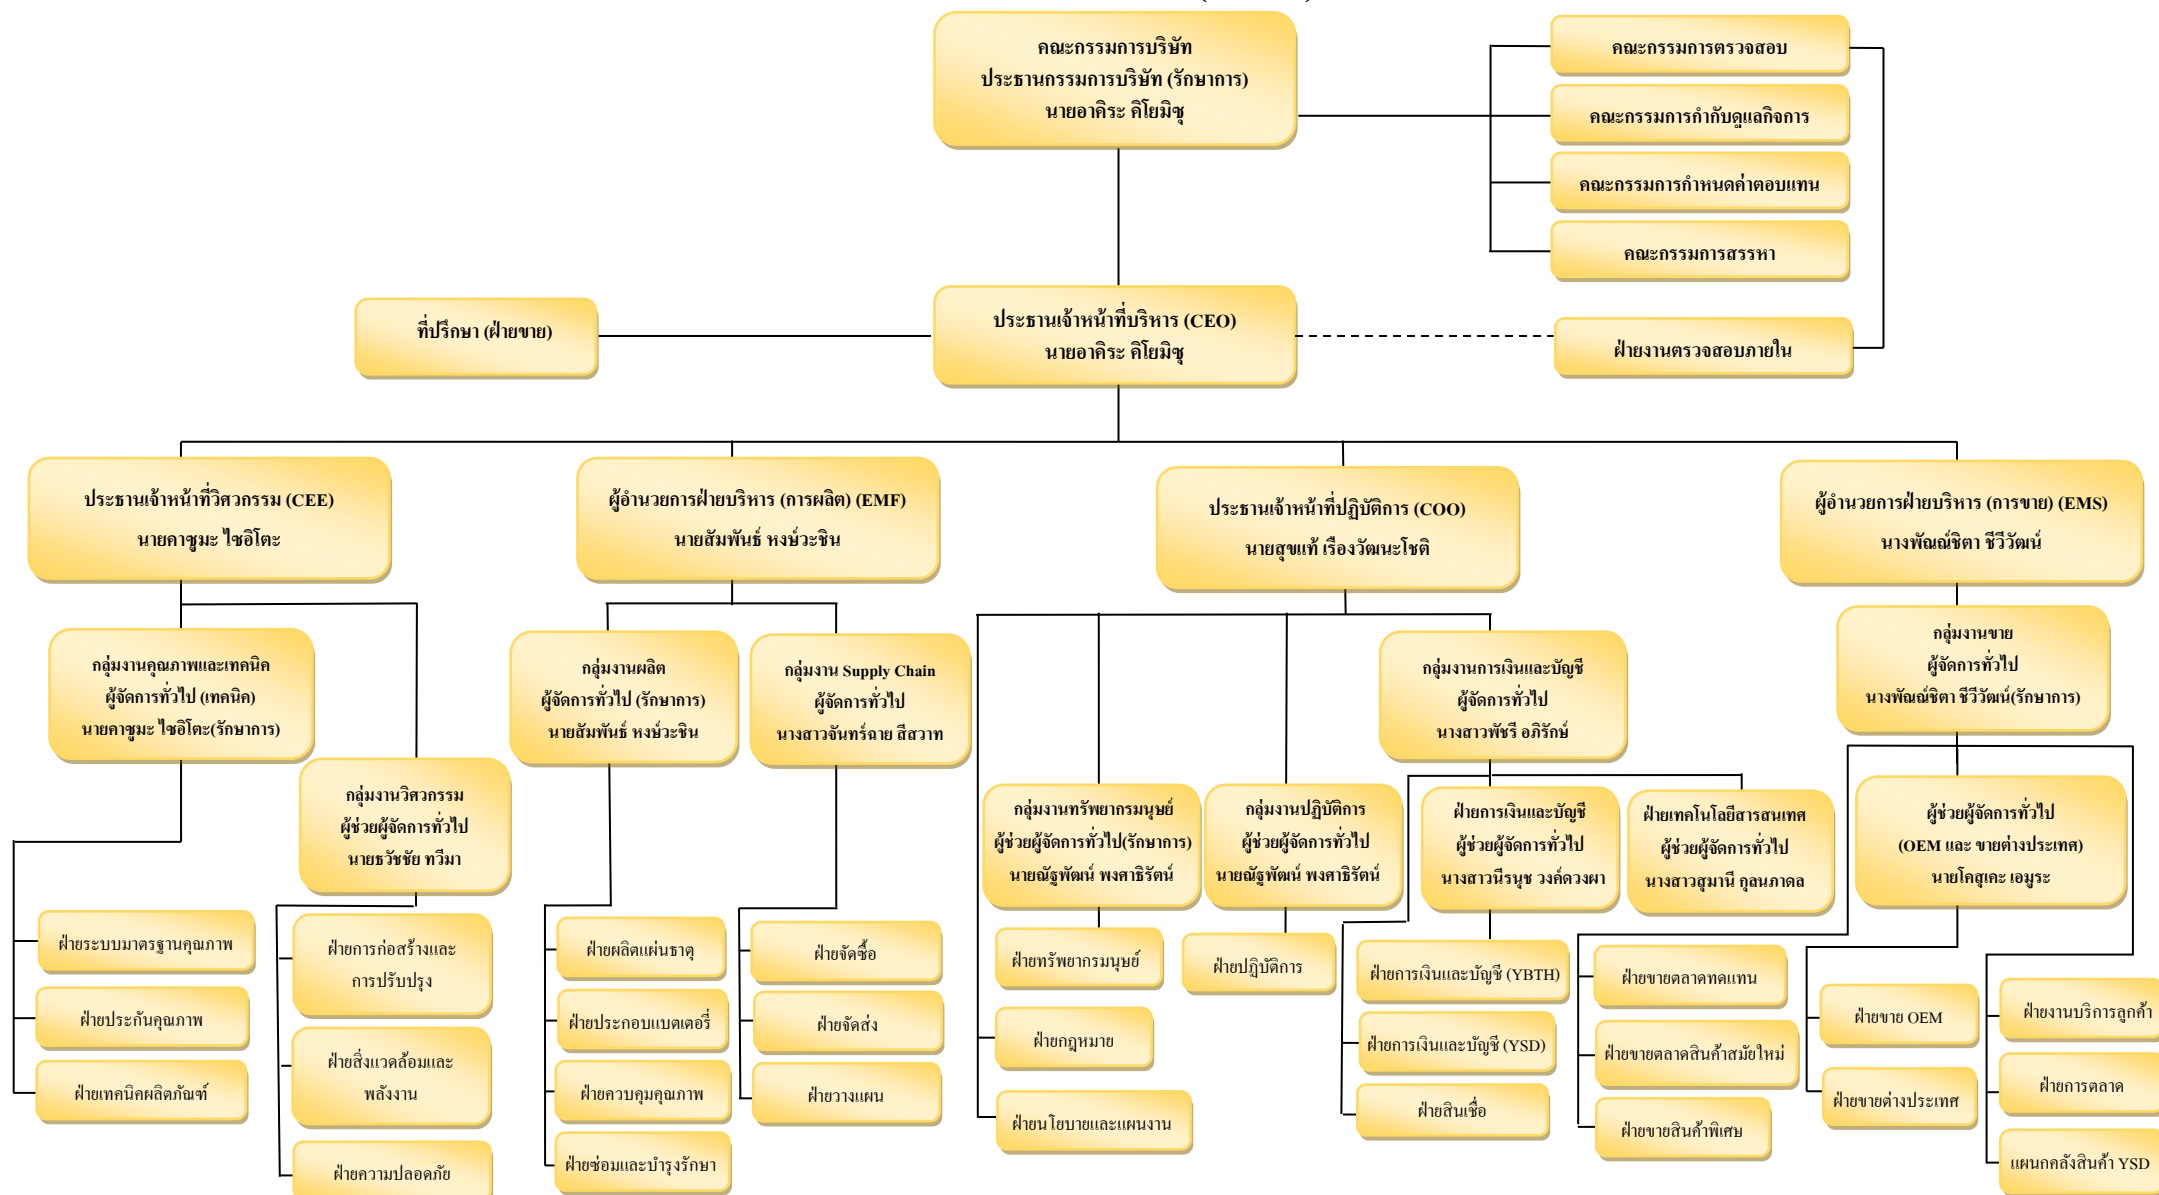 คณะกรรมการบริษัท
ประธานกรรมการบริษัท (รักษาการ)
นายอาคิระ คิโยมิซุ
คณะกรรมการตรวจสอบ
คณะกรรมการกำกับดูแลกิจการ
คณะกรรมการกำหนดค่าตอบแทน
คณะกรรมการสรรหา
ที่ปรึกษา (ฝ่ายขาย)
ประธานเจ้าหน้าที่บริหาร (CEO)
นายอาคิระ คิโยมิซุ
ฝ่ายงานตรวจสอบภายใน
ประธานเจ้าหน้าที่วิศวกรรม (CEE)
นายคาซูมะ ไซอิโตะ
ผู้อำนวยการฝ่ายบริหาร (การผลิต) (EMF)
นายสัมพันธ์ หงษ์วะชิน
ประธานเจ้าหน้าที่ปฏิบัติการ (COO)
นายสุขแท้ เรืองวัฒนะโชติ
ผู้อำนวยการฝ่ายบริหาร (การขาย) (EMS)
นางพัณณ์ชิตา ชีวีวัฒน์
กลุ่มงานคุณภาพและเทคนิค
ผู้จัดการทั่วไป (เทคนิค)
นายคาซูมะ ไซอิโตะ(รักษาการ)
กลุ่มงานวิศวกรรม
ผู้ช่วยผู้จัดการทั่วไป
นายธวัชชัย ทวีมา
กลุ่มงานผลิต
ผู้จัดการทั่วไป (รักษาการ)
นายสัมพันธ์ หงษ์วะชิน
กลุ่มงาน Supply Chain
ผู้จัดการทั่วไป
นางสาวจันทร์ฉาย สีสวาท
กลุ่มงานการเงินและบัญชี
ผู้จัดการทั่วไป
นางสาวพัชรี อภิรักษ์
กลุ่มงานขาย
ผู้จัดการทั่วไป
นางพัณณ์ชิตา ชีวีวัฒน์(รักษาการ)
กลุ่มงานทรัพยากรมนุษย์
ผู้ช่วยผู้จัดการทั่วไป(รักษาการ)
นายณัฐพัฒน์ พงศาธิรัตน์
กลุ่มงานปฏิบัติการ
ผู้ช่วยผู้จัดการทั่วไป
นายณัฐพัฒน์ พงศาธิรัตน์
ฝ่ายการเงินและบัญชี
ผู้ช่วยผู้จัดการทั่วไป
นางสาวนีรนุช วงค์ดวงผา
ฝ่ายเทคโนโลยีสารสนเทศ
ผู้ช่วยผู้จัดการทั่วไป
นางสาวสุมานี กุลนภาดล
ผู้ช่วยผู้จัดการทั่วไป
(OEM และ ขายต่างประเทศ)
นายโคสุเคะ เอมูระ
ฝ่ายระบบมาตรฐานคุณภาพ
ฝ่ายประกันคุณภาพ
ฝ่ายเทคนิคผลิตภัณฑ์
ฝ่ายการก่อสร้างและ
การปรับปรุง
ฝ่ายสิ่งแวดล้อมและ
พลังงาน
ฝ่ายความปลอดภัย
ฝ่ายผลิตแผ่นธาตุ
ฝ่ายประกอบแบตเตอรี่
ฝ่ายควบคุมคุณภาพ
ฝ่ายซ่อมและบำรุงรักษา
ฝ่ายจัดซื้อ
ฝ่ายจัดส่ง
ฝ่ายวางแผน
ฝ่ายทรัพยากรมนุษย์
ฝ่ายกฎหมาย
ฝ่ายนโยบายและแผนงาน
ฝ่ายปฏิบัติการ
ฝ่ายการเงินและบัญชี (YBTH)
ฝ่ายการเงินและบัญชี (YSD)
ฝ่ายสินเชื่อ
ฝ่ายขายตลาดทดแทน
ฝ่ายขายตลาดสินค้าสมัยใหม่
ฝ่ายขายสินค้าพิเศษ
ฝ่ายขาย OEM
ฝ่ายขายต่างประเทศ
ฝ่ายงานบริการลูกค้า
ฝ่ายการตลาด
แผนกคลังสินค้า YSD